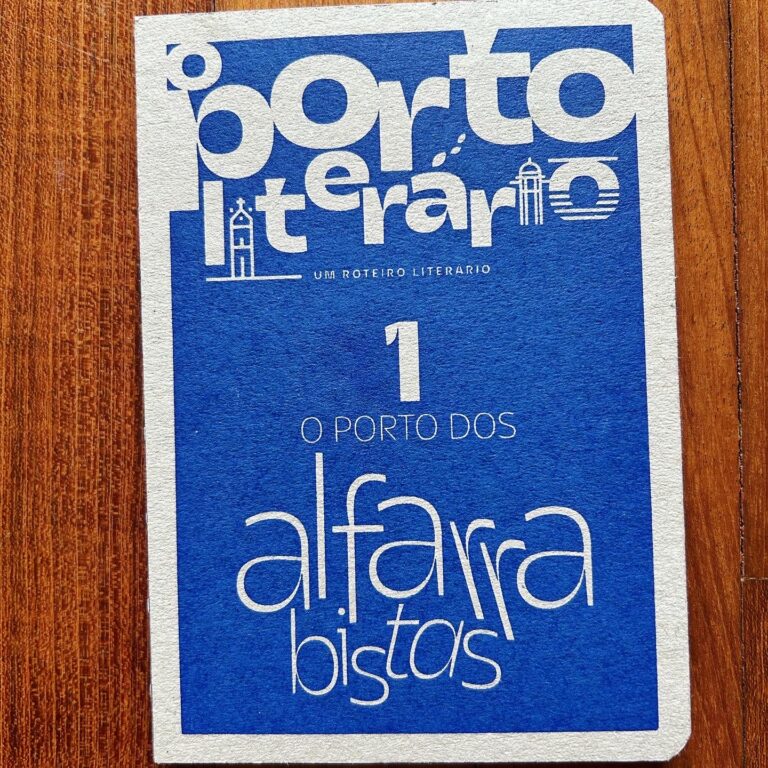 o porto
literário
UM ROTEIRO LITERÁRIO
1
O PORTO DOS
alfarra
bistas